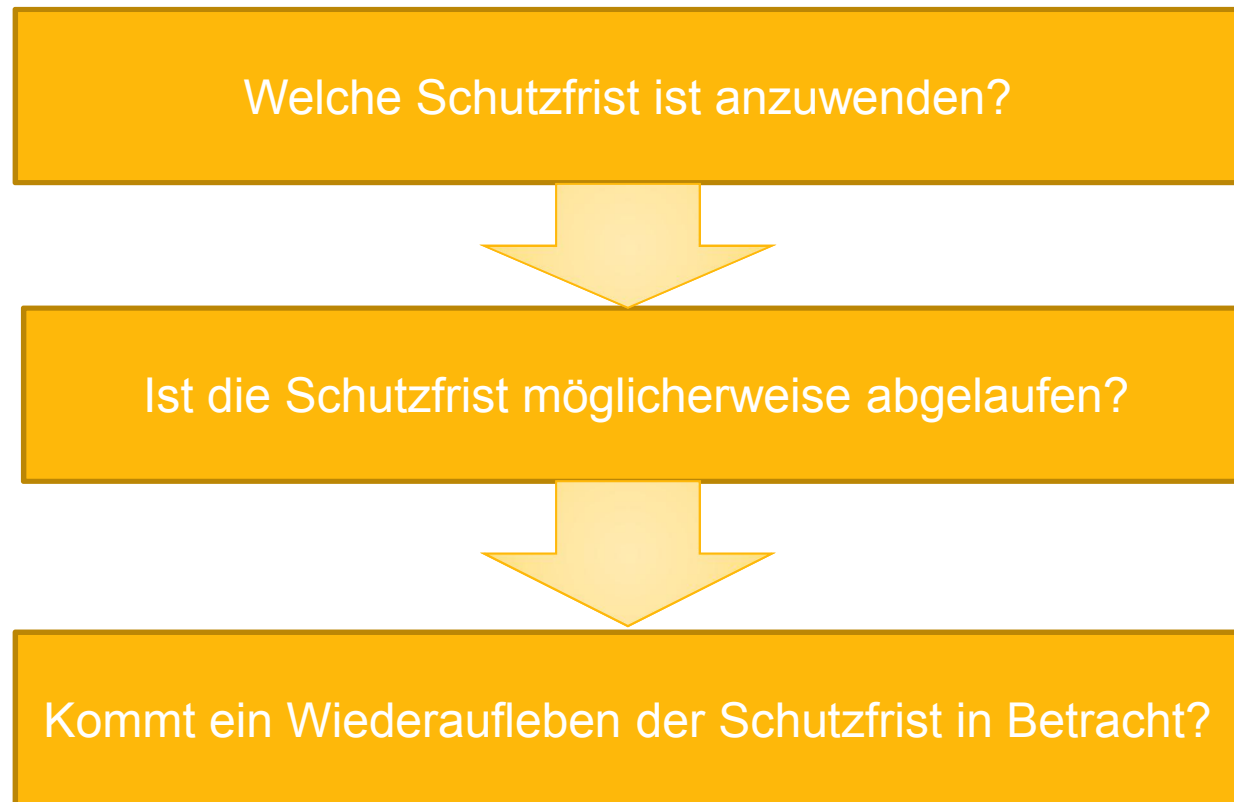 Welche Schutzfrist ist anzuwenden?
Ist die Schutzfrist möglicherweise abgelaufen?
Kommt ein Wiederaufleben der Schutzfrist in Betracht?